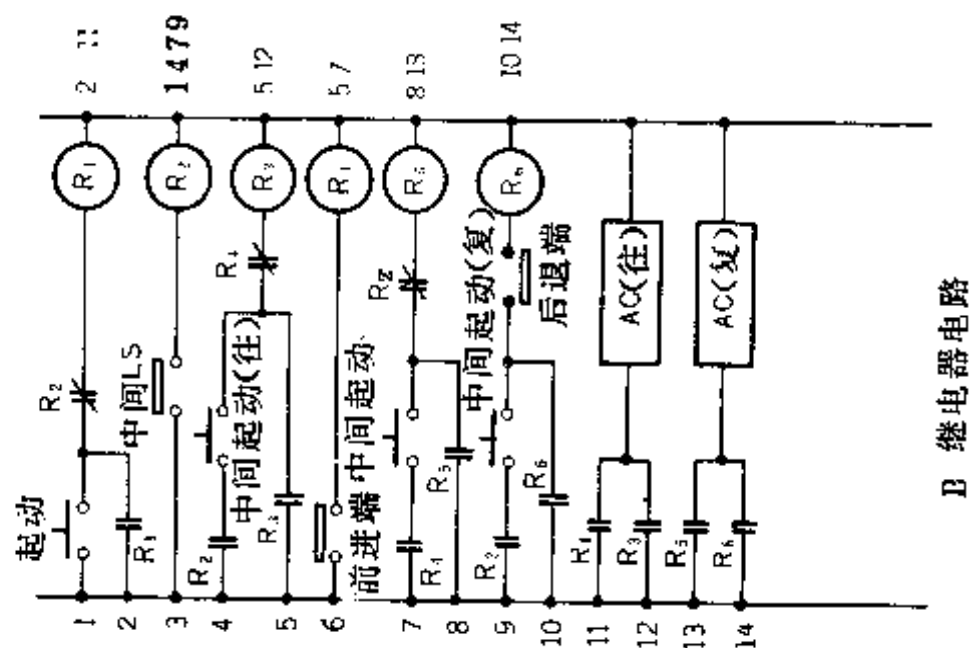 起动
1 R₂ R₁ 2 11
2 R₁
中间LS
3 R₂ 1479
中间起动(往)
4 R₂ R₄
5 R₃ R₃ 5 12
6 R₄ 5 7
前进端 中间起动
7 R₄ R₂ R₅ 8 13
8 R₅
中间起动(复)
9 R₂ R₆ 10 14
后退端
10 R₆
11 R₁
12 R₃ AC(往)
13 R₅
14 R₆ AC(复)
B 继电器电路